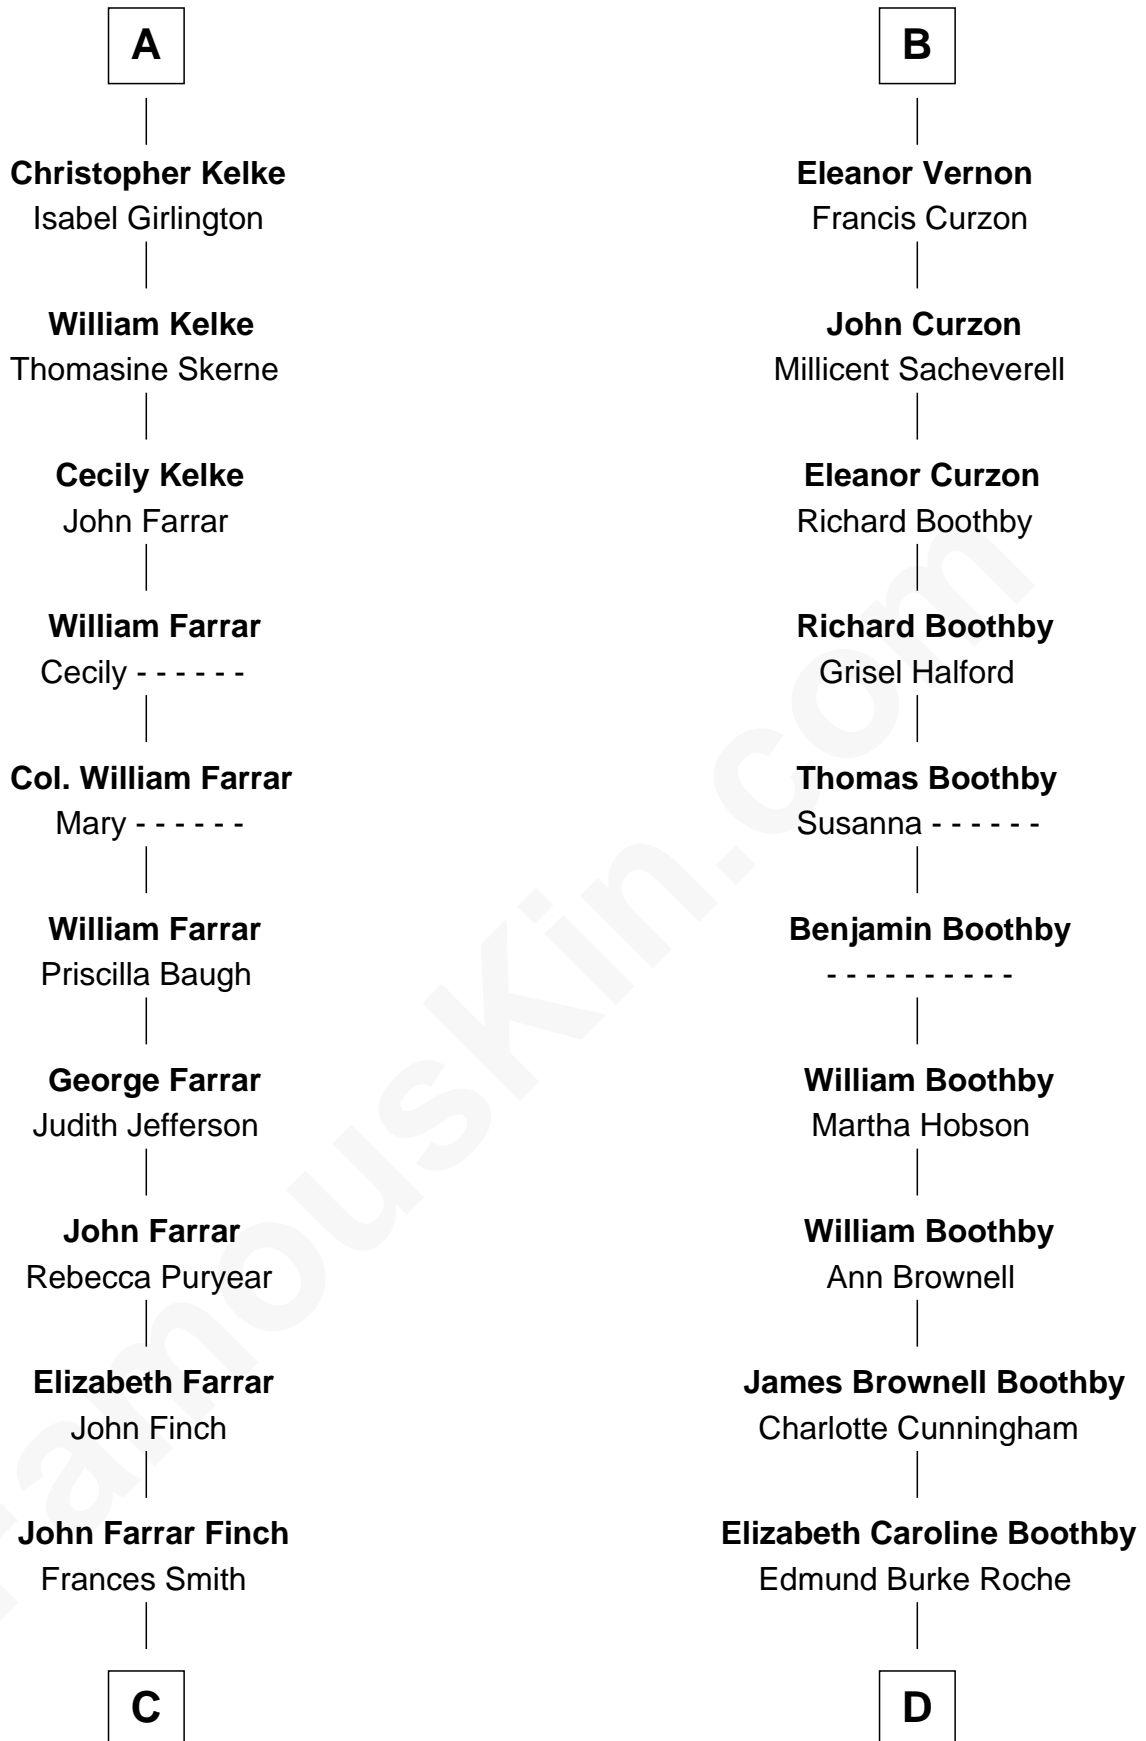 A
Christopher Kelke
Isabel Girlington
William Kelke
Thomasine Skerne
Cecily Kelke
John Farrar
William Farrar
Cecily - - - - - -
Col. William Farrar
Mary - - - - - -
William Farrar
Priscilla Baugh
George Farrar
Judith Jefferson
John Farrar
Rebecca Puryear
Elizabeth Farrar
John Finch
John Farrar Finch
Frances Smith
C
B
Eleanor Vernon
Francis Curzon
John Curzon
Millicent Sacheverell
Eleanor Curzon
Richard Boothby
Richard Boothby
Grisel Halford
Thomas Boothby
Susanna - - - - - -
Benjamin Boothby
- - - - - - - - - -
William Boothby
Martha Hobson
William Boothby
Ann Brownell
James Brownell Boothby
Charlotte Cunningham
Elizabeth Caroline Boothby
Edmund Burke Roche
D
FamousKin.com